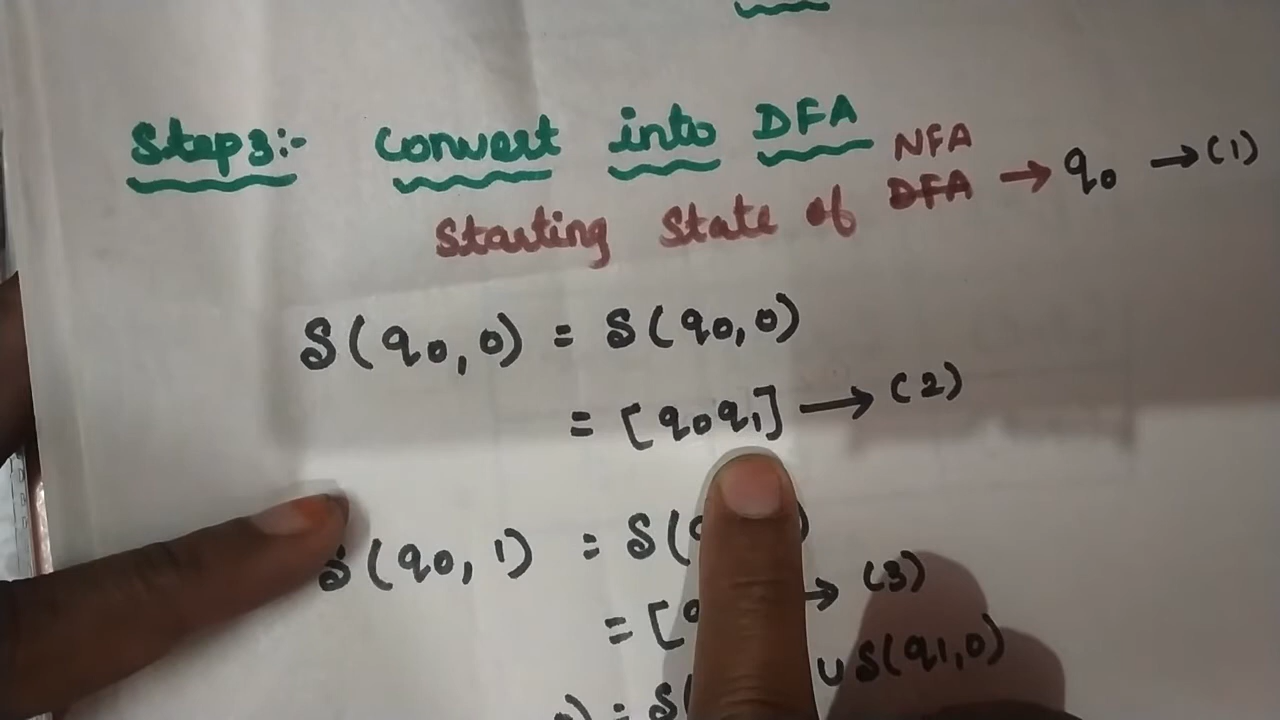 Step3:- Convert into DFA
Starting State of DFA NFA → q0 → (1)
δ(q0,0) = δ(q0,0)
= [q0q1] → (2)
δ(q0,1) = δ(
= [q → (3)
) = δ( ∪ δ(q1,0)